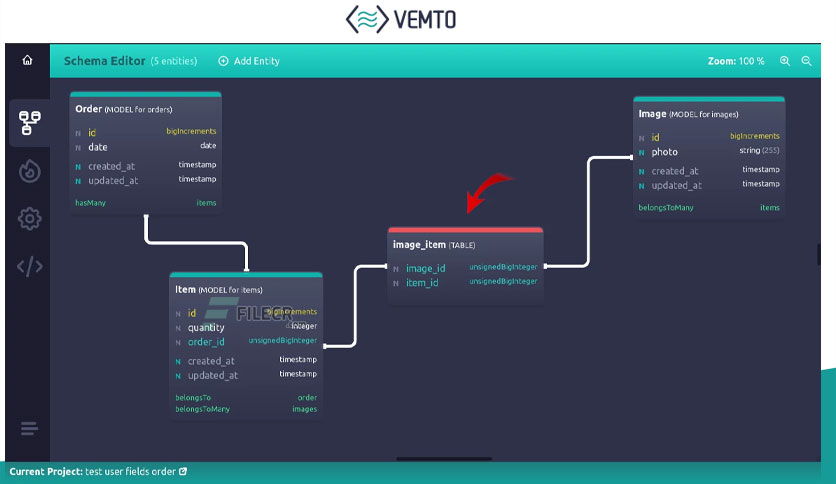 VEMTO
Schema Editor (5 entities) Add Entity Zoom: 100 %
Order (MODEL for orders)
N id bigIncrements
N date date
N created_at timestamp
N updated_at timestamp
hasMany items
Image (MODEL for images)
N id bigIncrements
N photo string (255)
N created_at timestamp
N updated_at timestamp
belongsToMany items
image_item (TABLE)
N image_id unsignedBigInteger
N item_id unsignedBigInteger
Item (MODEL for items)
N id bigIncrements
FILECR
N quantity integer
N order_id unsignedBigInteger
N created_at timestamp
N updated_at timestamp
belongsTo order
belongsToMany images
Current Project: test user fields order